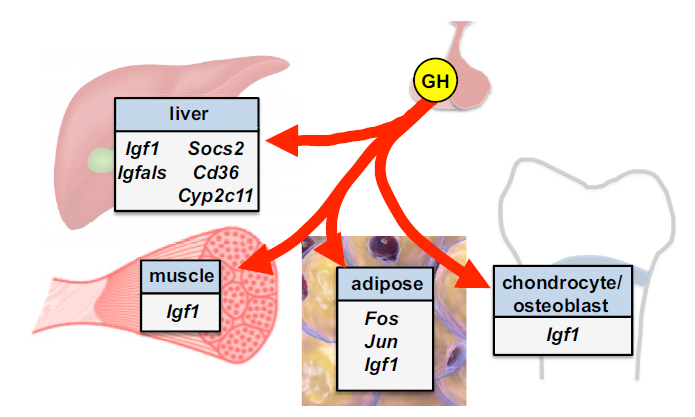 GH
liver
Igf1 Socs2
Igfals Cd36
Cyp2c11
muscle
Igf1
adipose
Fos
Jun
Igf1
chondrocyte/
osteoblast
Igf1